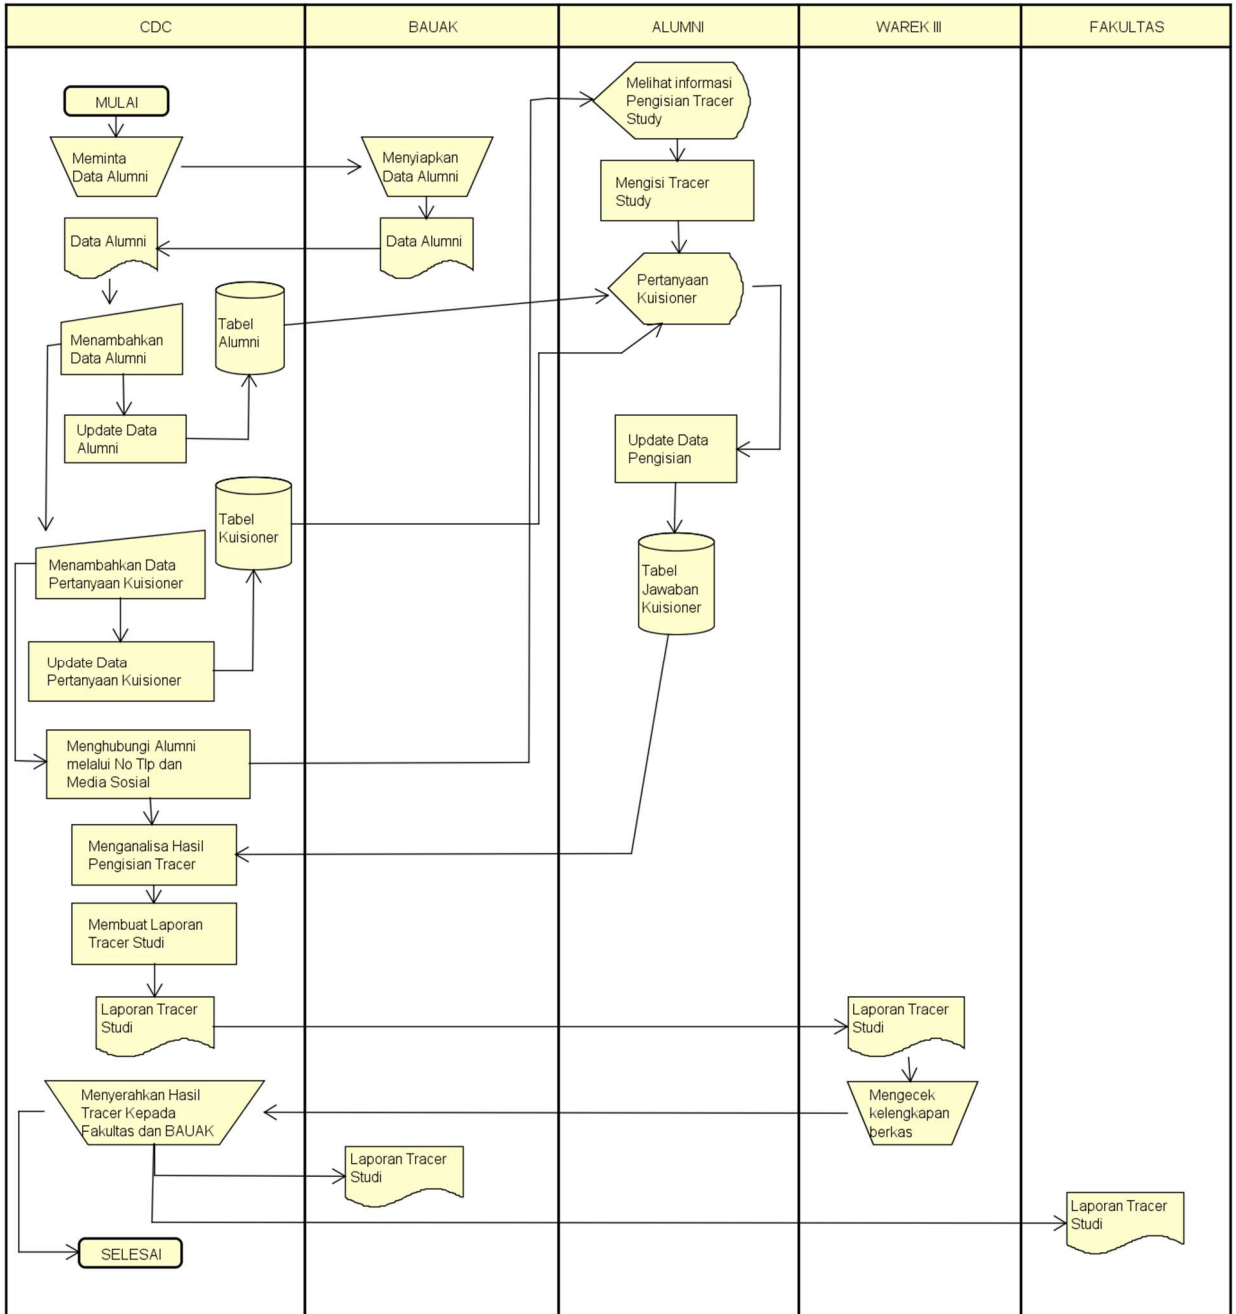 CDC
BAUAK
ALUMNI
WAREK III
FAKULTAS
MULAI
Meminta
Data Alumni
Menyiapkan
Data Alumni
Data Alumni
Data Alumni
Menambahkan
Data Alumni
Tabel
Alumni
Update Data
Alumni
Tabel
Kuisioner
Menambahkan Data
Pertanyaan Kuisioner
Update Data
Pertanyaan Kuisioner
Menghubungi Alumni
melalui No Tlp dan
Media Sosial
Melihat informasi
Pengisian Tracer
Study
Mengisi Tracer
Study
Pertanyaan
Kuisioner
Update Data
Pengisian
Tabel
Jawaban
Kuisioner
Menganalisa Hasil
Pengisian Tracer
Membuat Laporan
Tracer Studi
Laporan Tracer
Studi
Laporan Tracer
Studi
Mengecek
kelengkapan
berkas
Menyerahkan Hasil
Tracer Kepada
Fakultas dan BAUAK
Laporan Tracer
Studi
Laporan Tracer
Studi
SELESAI